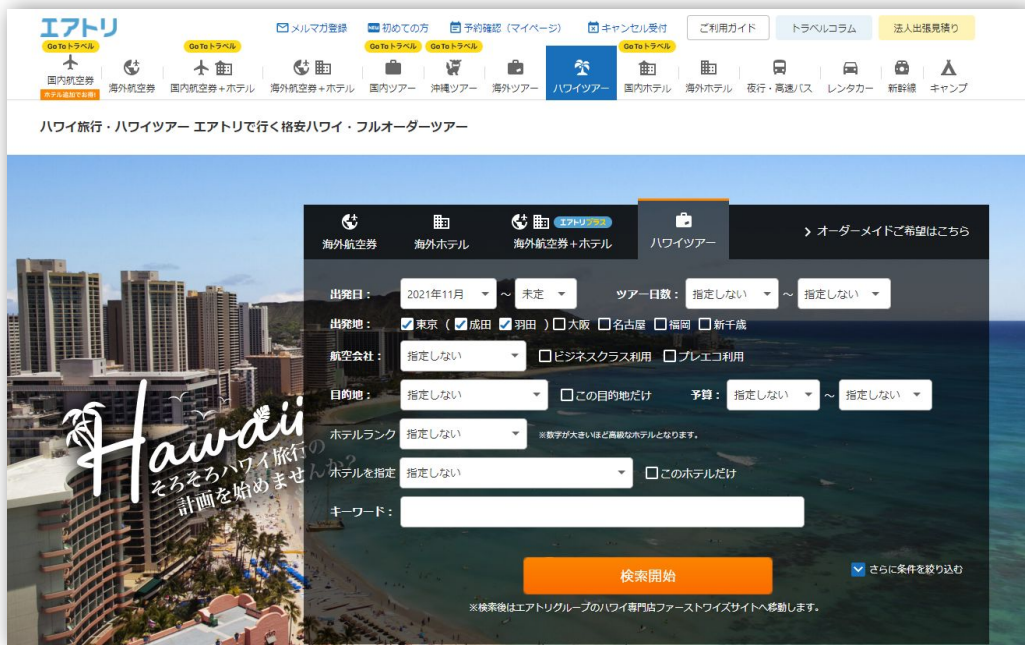 エアトリ
メルマガ登録 初めての方 予約確認（マイページ） キャンセル受付 ご利用ガイド トラベルコラム 法人出張見積り
Go To トラベル Go To トラベル Go To トラベル Go To トラベル Go To トラベル
国内航空券 海外航空券 国内航空券＋ホテル 海外航空券＋ホテル 国内ツアー 沖縄ツアー 海外ツアー ハワイツアー 国内ホテル 海外ホテル 夜行・高速バス レンタカー 新幹線 キャンプ
ホテル追加でお得!
ハワイ旅行・ハワイツアー エアトリで行く格安ハワイ・フルオーダーツアー
海外航空券 海外ホテル エアトリプラス 海外航空券＋ホテル ハワイツアー オーダーメイドご希望はこちら
出発日： 2021年11月 ～ 未定 ツアー日数： 指定しない ～ 指定しない
出発地： 東京 ( 成田 羽田 ) 大阪 名古屋 福岡 新千歳
航空会社： 指定しない ビジネスクラス利用 プレエコ利用
目的地： 指定しない この目的地だけ 予算： 指定しない ～ 指定しない
ホテルランク 指定しない ※数字が大きいほど高級なホテルとなります。
ホテルを指定 指定しない このホテルだけ
キーワード：
Hawaii
そろそろハワイ旅行の
計画を始めませんか？
検索開始
さらに条件を絞り込む
※検索後はエアトリグループのハワイ専門店ファーストワイズサイトへ移動します。